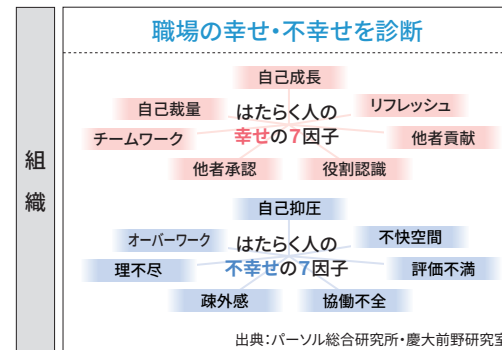 職場の幸せ・不幸せを診断
組織
自己成長
自己裁量
リフレッシュ
はたらく人の
幸せの7因子
チームワーク
他者貢献
他者承認
役割認識
自己抑圧
オーバーワーク
不快空間
はたらく人の
不幸せの7因子
理不尽
評価不満
疎外感
協働不全
出典：パーソル総合研究所・慶大前野研究室